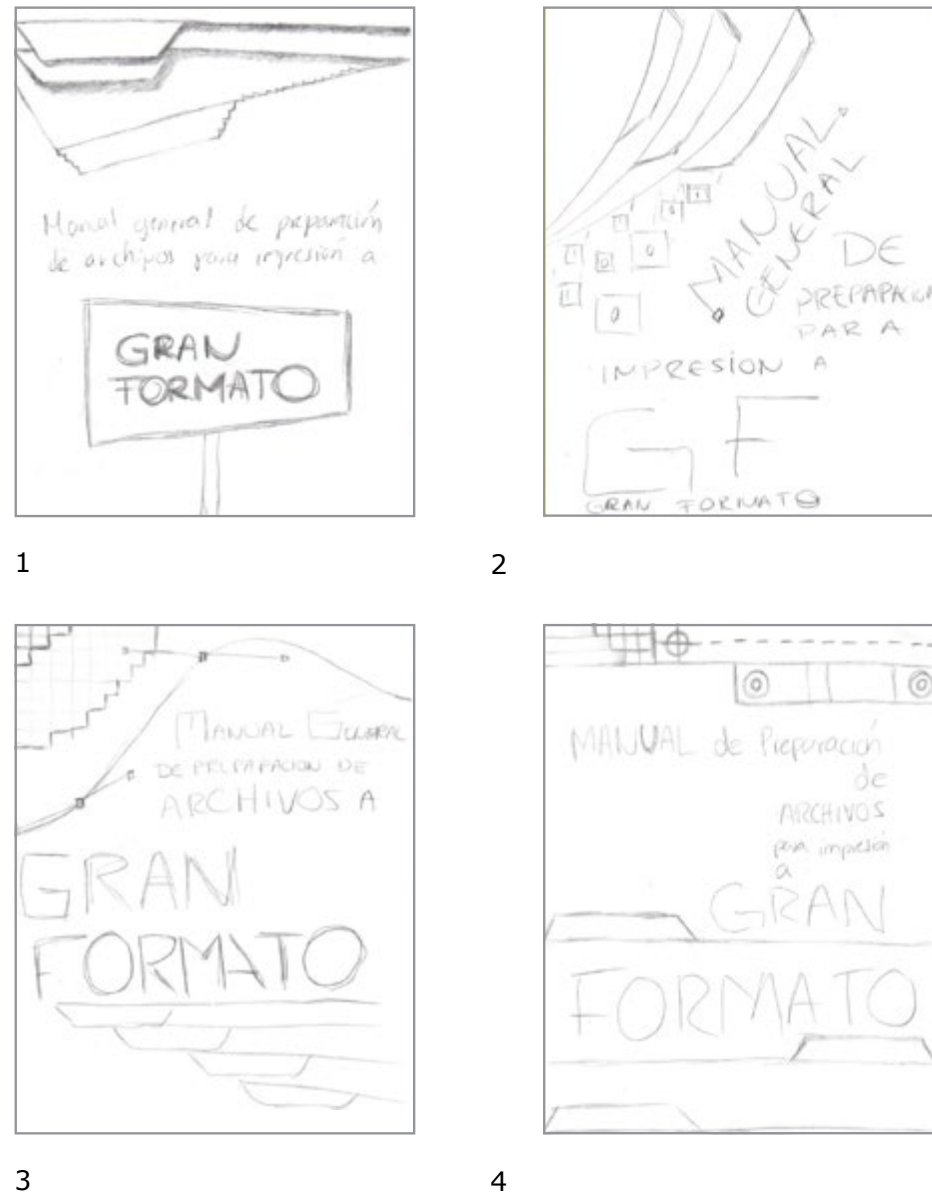 Manual general de preparación
de archivos para impresión a
GRAN
FORMATO
1
MANUAL
GENERAL
DE
PREPARACIÓN
PARA
IMPRESIÓN A
GF
GRAN FORMATO
2
MANUAL GENERAL
DE PREPARACION DE
ARCHIVOS A
GRAN
FORMATO
3
MANUAL de Preparación
de
ARCHIVOS
para impresión
a
GRAN
FORMATO
4